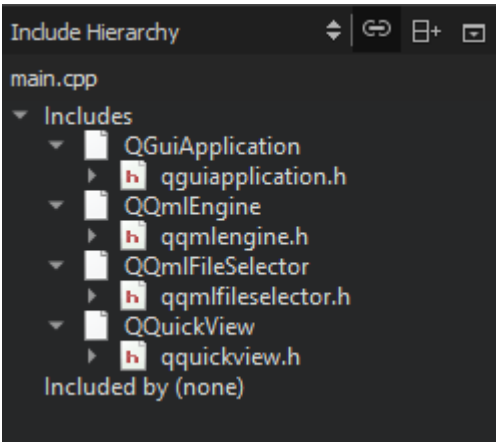 Include Hierarchy
main.cpp
Includes
QGuiApplication
h qguiapplication.h
QQmlEngine
h qqmlengine.h
QQmlFileSelector
h qqmlfileselector.h
QQuickView
h qquickview.h
Included by (none)